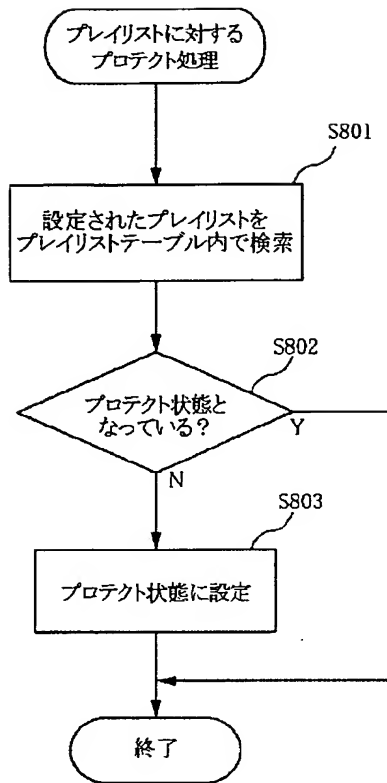 プレイリストに対する
プロテクト処理
S801
設定されたプレイリストを
プレイリストテーブル内で検索
S802
プロテクト状態と
なっている?
Y
N
S803
プロテクト状態に設定
終了